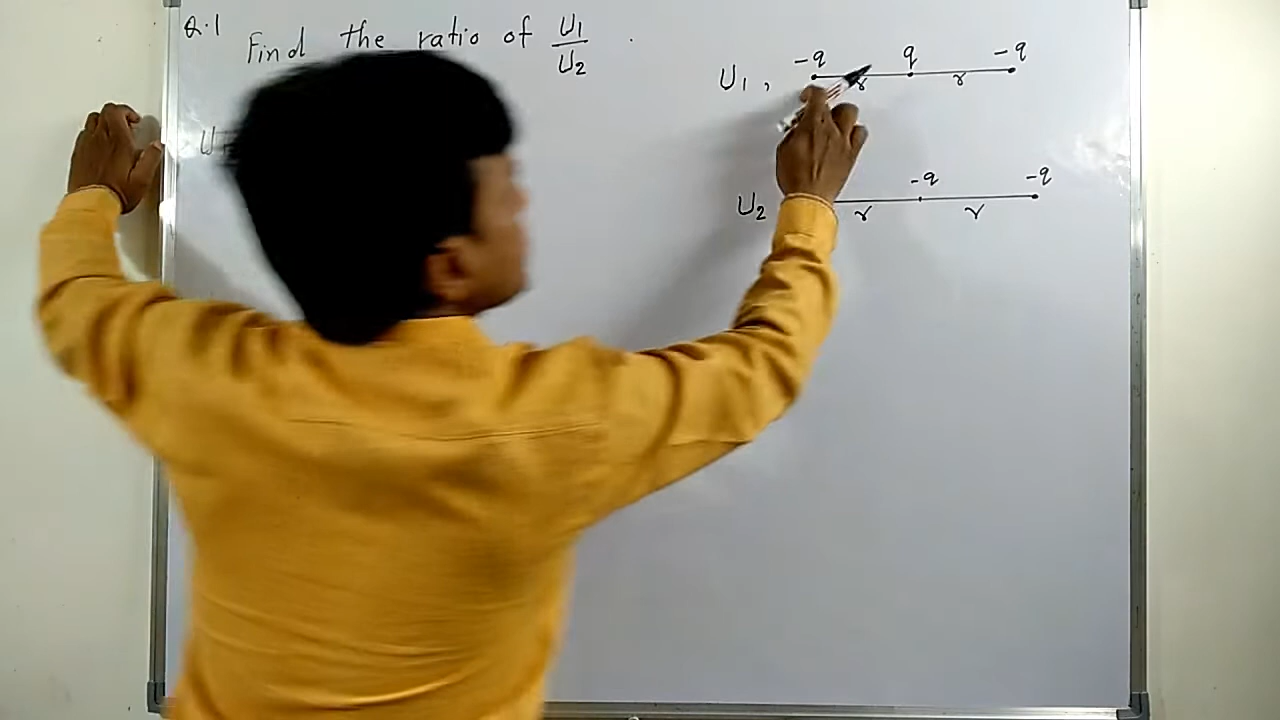 Q.1 Find the ratio of U1/U2 .
U1 , -q q -q
r r
U
U2 -q -q
r r